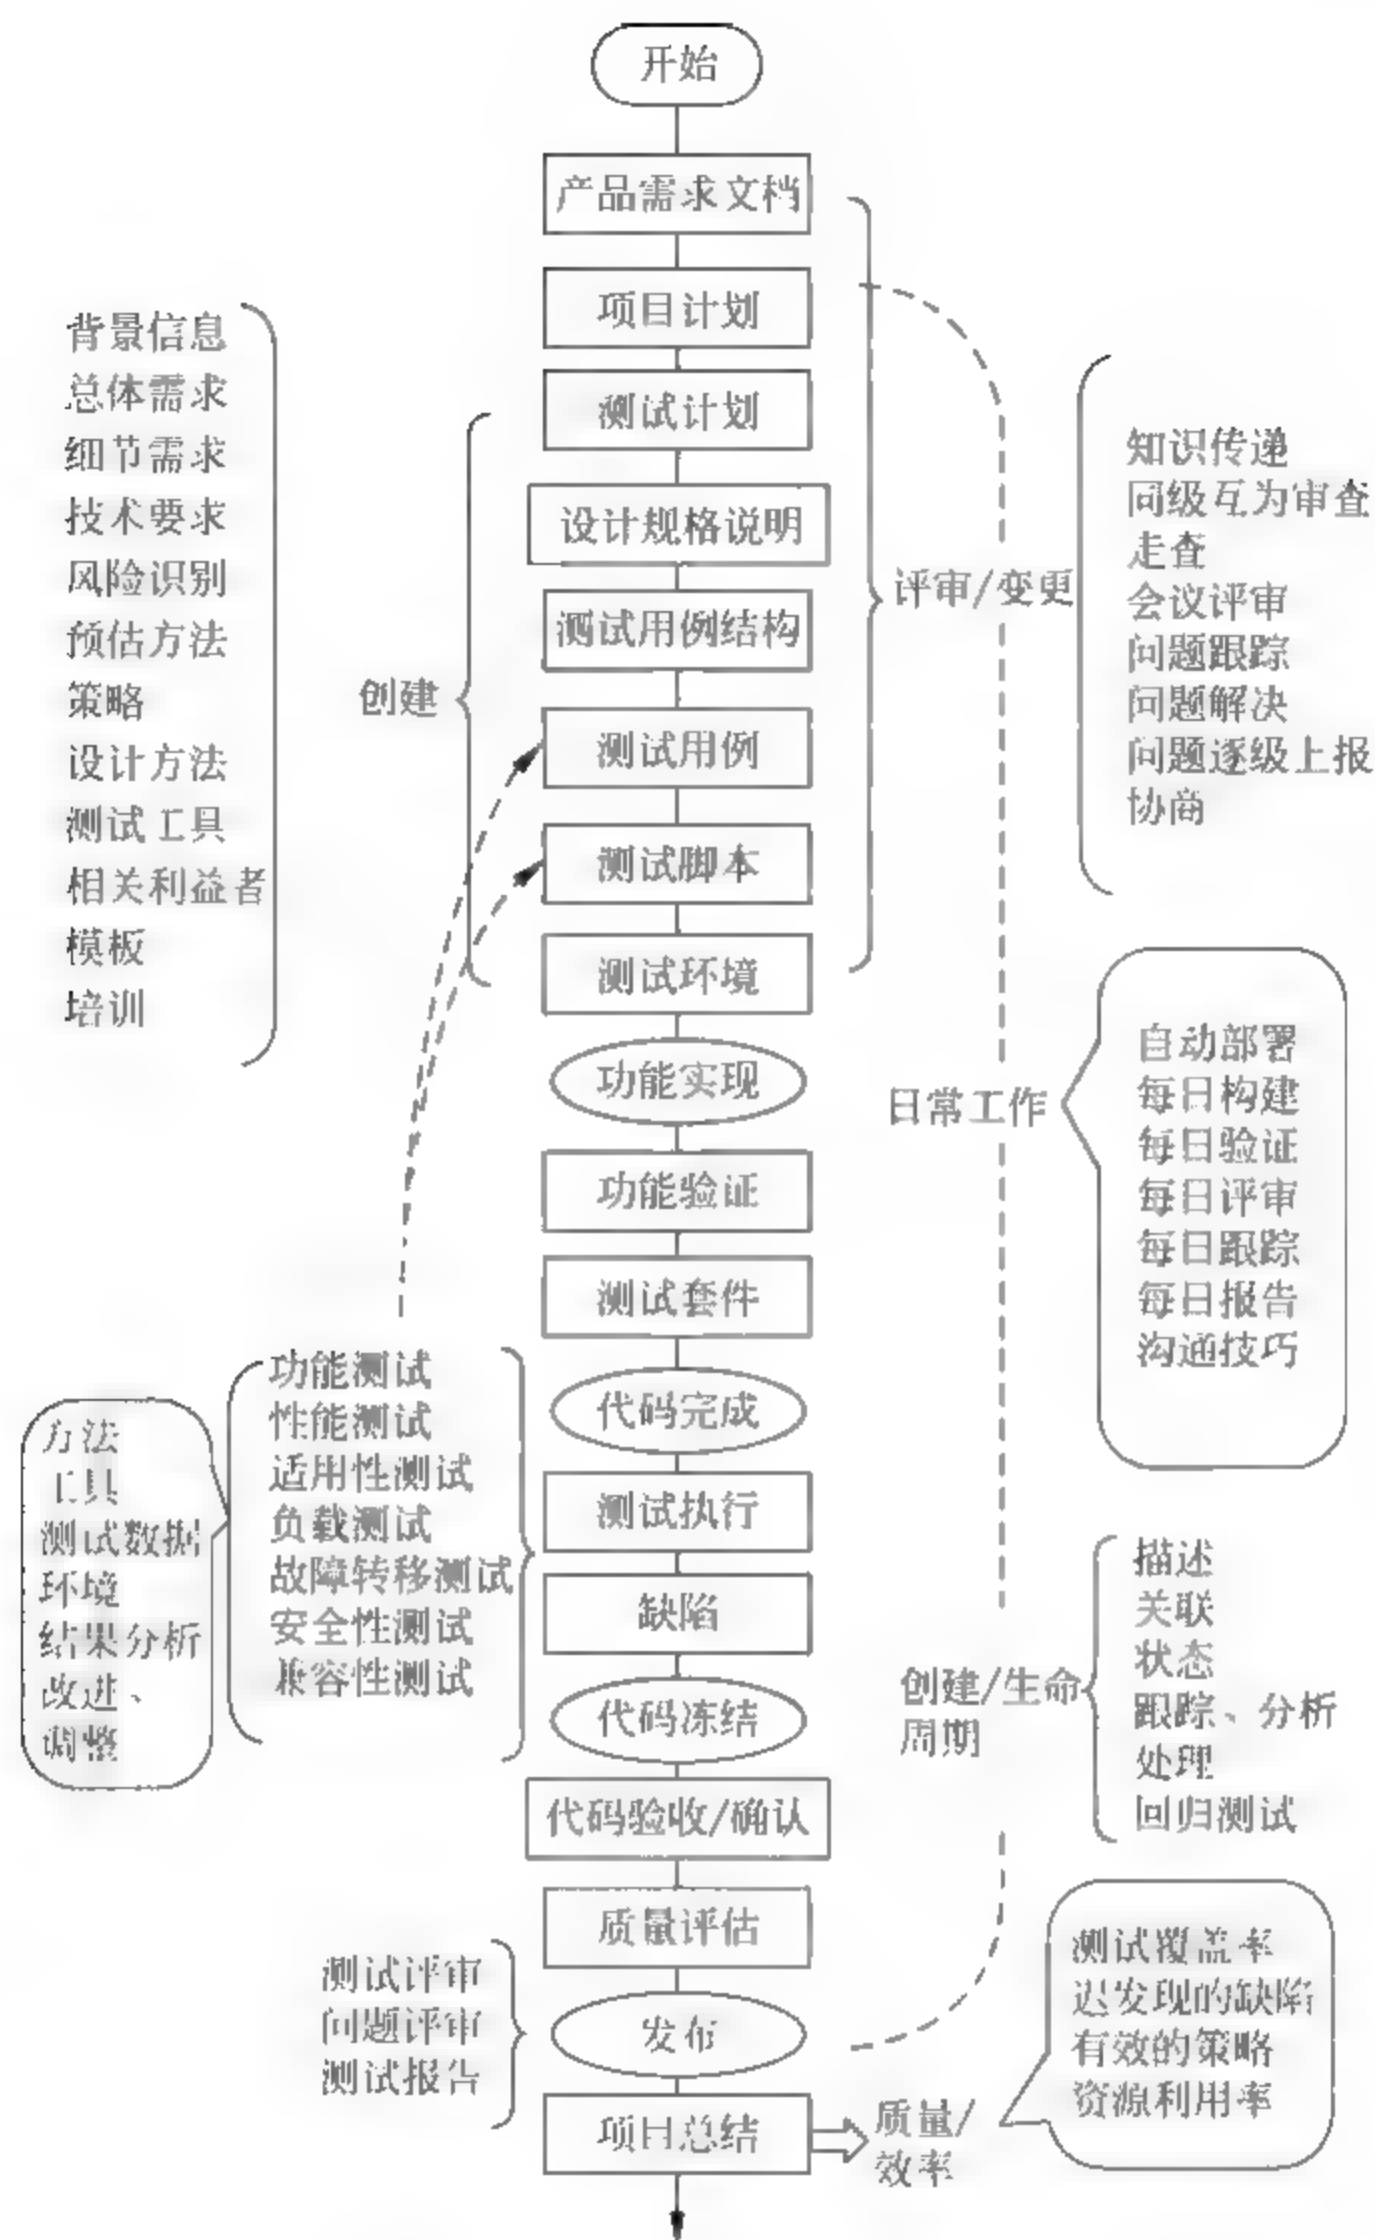 开始
产品需求文档
项目计划
测试计划
设计规格说明
测试用例结构
测试用例
测试脚本
测试环境
功能实现
功能验证
测试套件
代码完成
测试执行
缺陷
代码冻结
代码验收/确认
质量评估
发布
项目总结
背景信息
总体需求
细节需求
技术要求
风险识别
预估方法
策略
设计方法
测试工具
相关利益者
模板
培训
创建
评审/变更
知识传递
同级互为审查
走查
会议评审
问题跟踪
问题解决
问题逐级上报
协商
日常工作
自动部署
每日构建
每日验证
每日评审
每日跟踪
每日报告
沟通技巧
功能测试
性能测试
适用性测试
负载测试
故障转移测试
安全性测试
兼容性测试
方法
工具
测试数据
环境
结果分析
改进、
调整
创建/生命
周期
描述
关联
状态
跟踪、分析
处理
回归测试
测试评审
问题评审
测试报告
质量/
效率
测试覆盖率
迟发现的缺陷
有效的策略
资源利用率